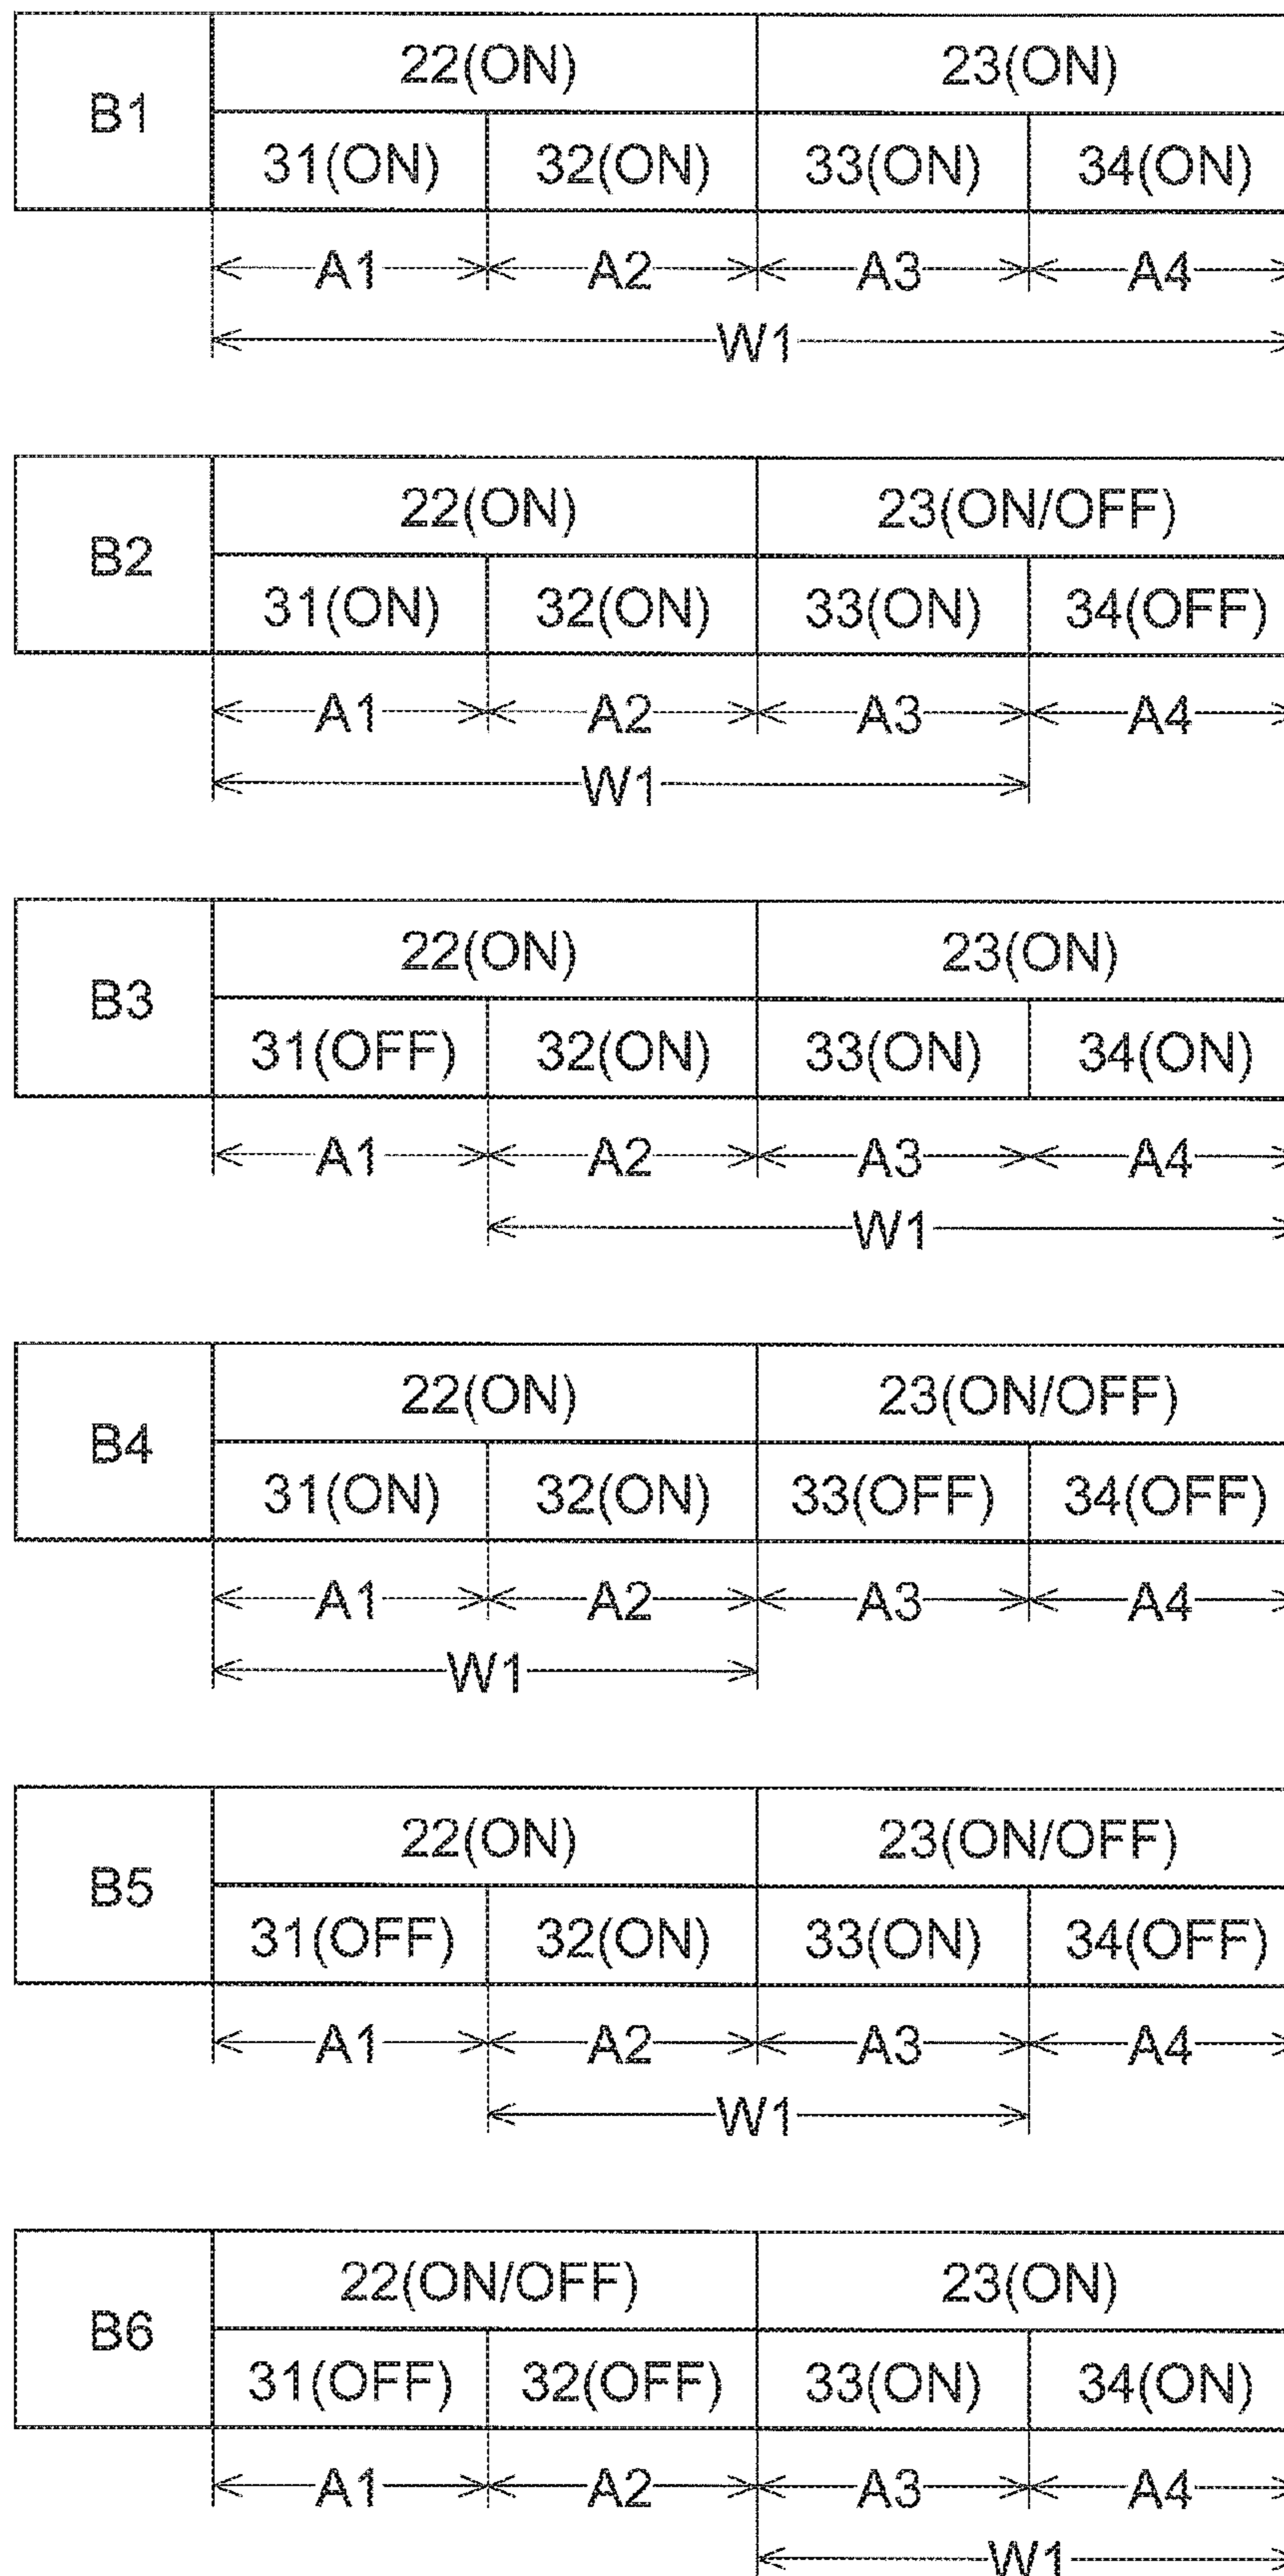 B1
22(ON) 23(ON)
31(ON) 32(ON) 33(ON) 34(ON)
A1 A2 A3 A4
W1
B2
22(ON) 23(ON/OFF)
31(ON) 32(ON) 33(ON) 34(OFF)
A1 A2 A3 A4
W1
B3
22(ON) 23(ON)
31(OFF) 32(ON) 33(ON) 34(ON)
A1 A2 A3 A4
W1
B4
22(ON) 23(ON/OFF)
31(ON) 32(ON) 33(OFF) 34(OFF)
A1 A2 A3 A4
W1
B5
22(ON) 23(ON/OFF)
31(OFF) 32(ON) 33(ON) 34(OFF)
A1 A2 A3 A4
W1
B6
22(ON/OFF) 23(ON)
31(OFF) 32(OFF) 33(ON) 34(ON)
A1 A2 A3 A4
W1